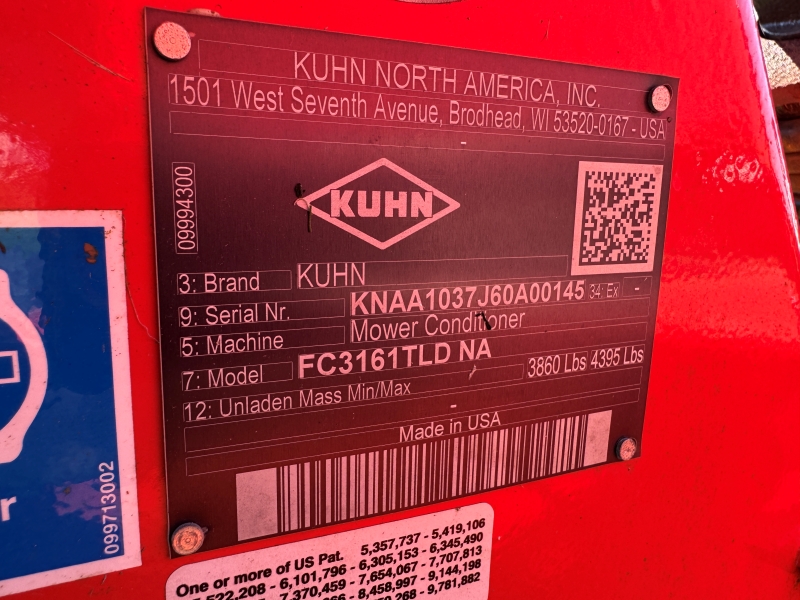 KUHN NORTH AMERICA, INC.
1501 West Seventh Avenue, Brodhead, WI 53520-0167 - USA
09994300
KUHN
3: Brand KUHN
9: Serial Nr. KNAA1037J60A00145 34: Ex -
5: Machine Mower Conditioner
7: Model FC3161TLD NA
12: Unladen Mass Min/Max 3860 Lbs 4395 Lbs
-
Made in USA
r
099713002
One or more of US Pat. 5,357,737 - 5,419,106
5,522,208 - 6,101,796 - 6,305,153 - 6,345,490
- 7,370,459 - 7,654,067 - 7,707,813
- 8,458,997 - 9,144,198
- 9,781,882